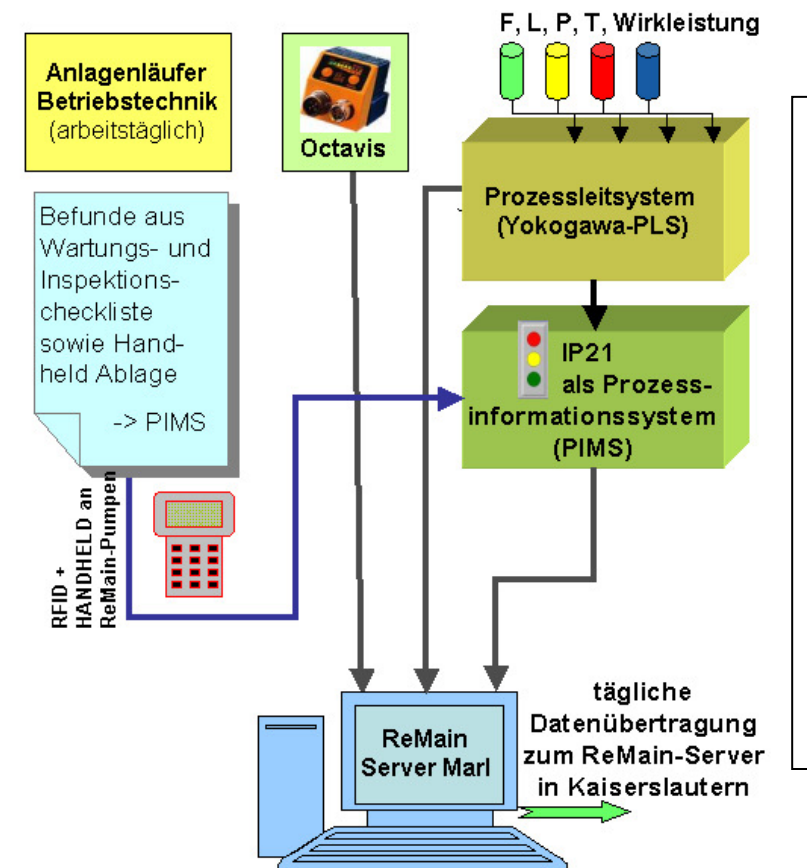 F, L, P, T, Wirkleistung
Anlagenläufer
Betriebstechnik
(arbeitstäglich)
Octavis
Prozessleitsystem
(Yokogawa-PLS)
Befunde aus
Wartungs- und
Inspektions-
checkliste
sowie Hand-
held Ablage
-> PIMS
IP21
als Prozess-
informationssystem
(PIMS)
RFID +
HANDHELD an
ReMain-Pumpen
ReMain
Server Marl
tägliche
Datenübertragung
zum ReMain-Server
in Kaiserslautern